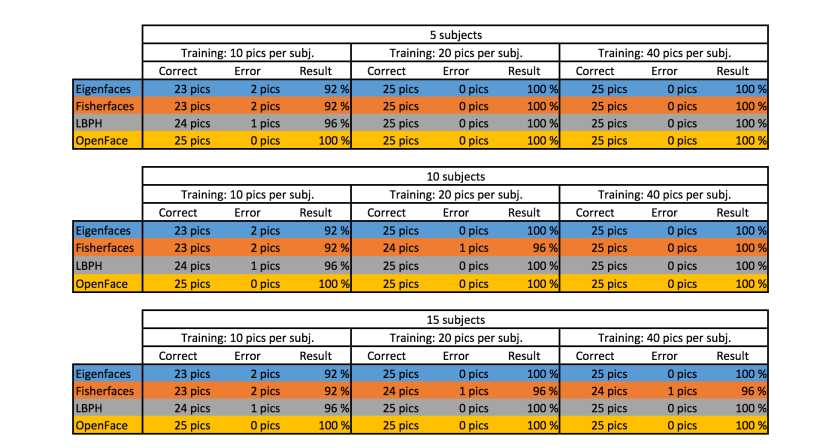 5 subjects
Training: 10 pics per subj. Training: 20 pics per subj. Training: 40 pics per subj.
Correct Error Result Correct Error Result Correct Error Result
Eigenfaces 23 pics 2 pics 92 % 25 pics 0 pics 100 % 25 pics 0 pics 100 %
Fisherfaces 23 pics 2 pics 92 % 25 pics 0 pics 100 % 25 pics 0 pics 100 %
LBPH 24 pics 1 pics 96 % 25 pics 0 pics 100 % 25 pics 0 pics 100 %
OpenFace 25 pics 0 pics 100 % 25 pics 0 pics 100 % 25 pics 0 pics 100 %
10 subjects
Training: 10 pics per subj. Training: 20 pics per subj. Training: 40 pics per subj.
Correct Error Result Correct Error Result Correct Error Result
Eigenfaces 23 pics 2 pics 92 % 25 pics 0 pics 100 % 25 pics 0 pics 100 %
Fisherfaces 23 pics 2 pics 92 % 24 pics 1 pics 96 % 25 pics 0 pics 100 %
LBPH 24 pics 1 pics 96 % 25 pics 0 pics 100 % 25 pics 0 pics 100 %
OpenFace 25 pics 0 pics 100 % 25 pics 0 pics 100 % 25 pics 0 pics 100 %
15 subjects
Training: 10 pics per subj. Training: 20 pics per subj. Training: 40 pics per subj.
Correct Error Result Correct Error Result Correct Error Result
Eigenfaces 23 pics 2 pics 92 % 25 pics 0 pics 100 % 25 pics 0 pics 100 %
Fisherfaces 23 pics 2 pics 92 % 24 pics 1 pics 96 % 24 pics 1 pics 96 %
LBPH 24 pics 1 pics 96 % 25 pics 0 pics 100 % 25 pics 0 pics 100 %
OpenFace 25 pics 0 pics 100 % 25 pics 0 pics 100 % 25 pics 0 pics 100 %